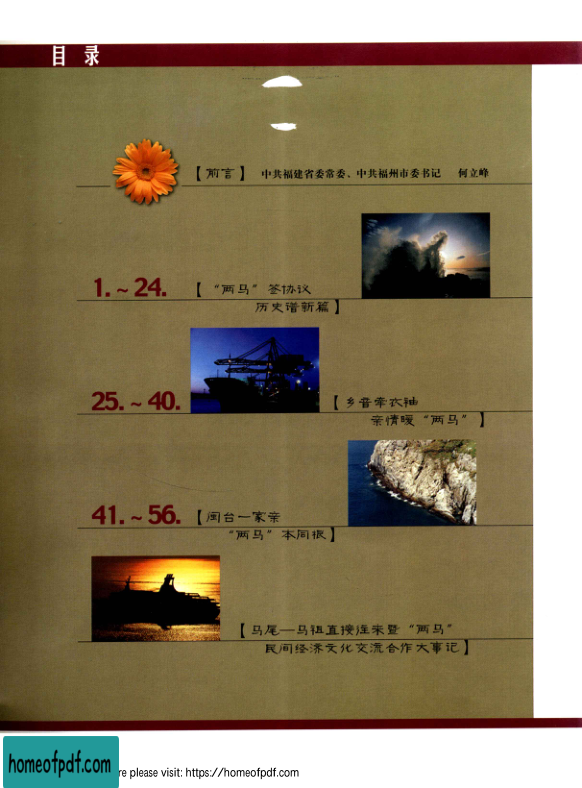 目 录
【前言】 中共福建省委常委、中共福州市委书记 何立峰
1.～24. 【“两马”签协议
历史谱新篇】
25.～40. 【乡音牵衣袖
亲情暖“两马”】
41.～56. 【闽台一家亲
“两马”本同根】
【马尾—马祖直接往来暨“两马”
民间经济文化交流合作大事记】
homeofpdf.com
re please visit: https://homeofpdf.com